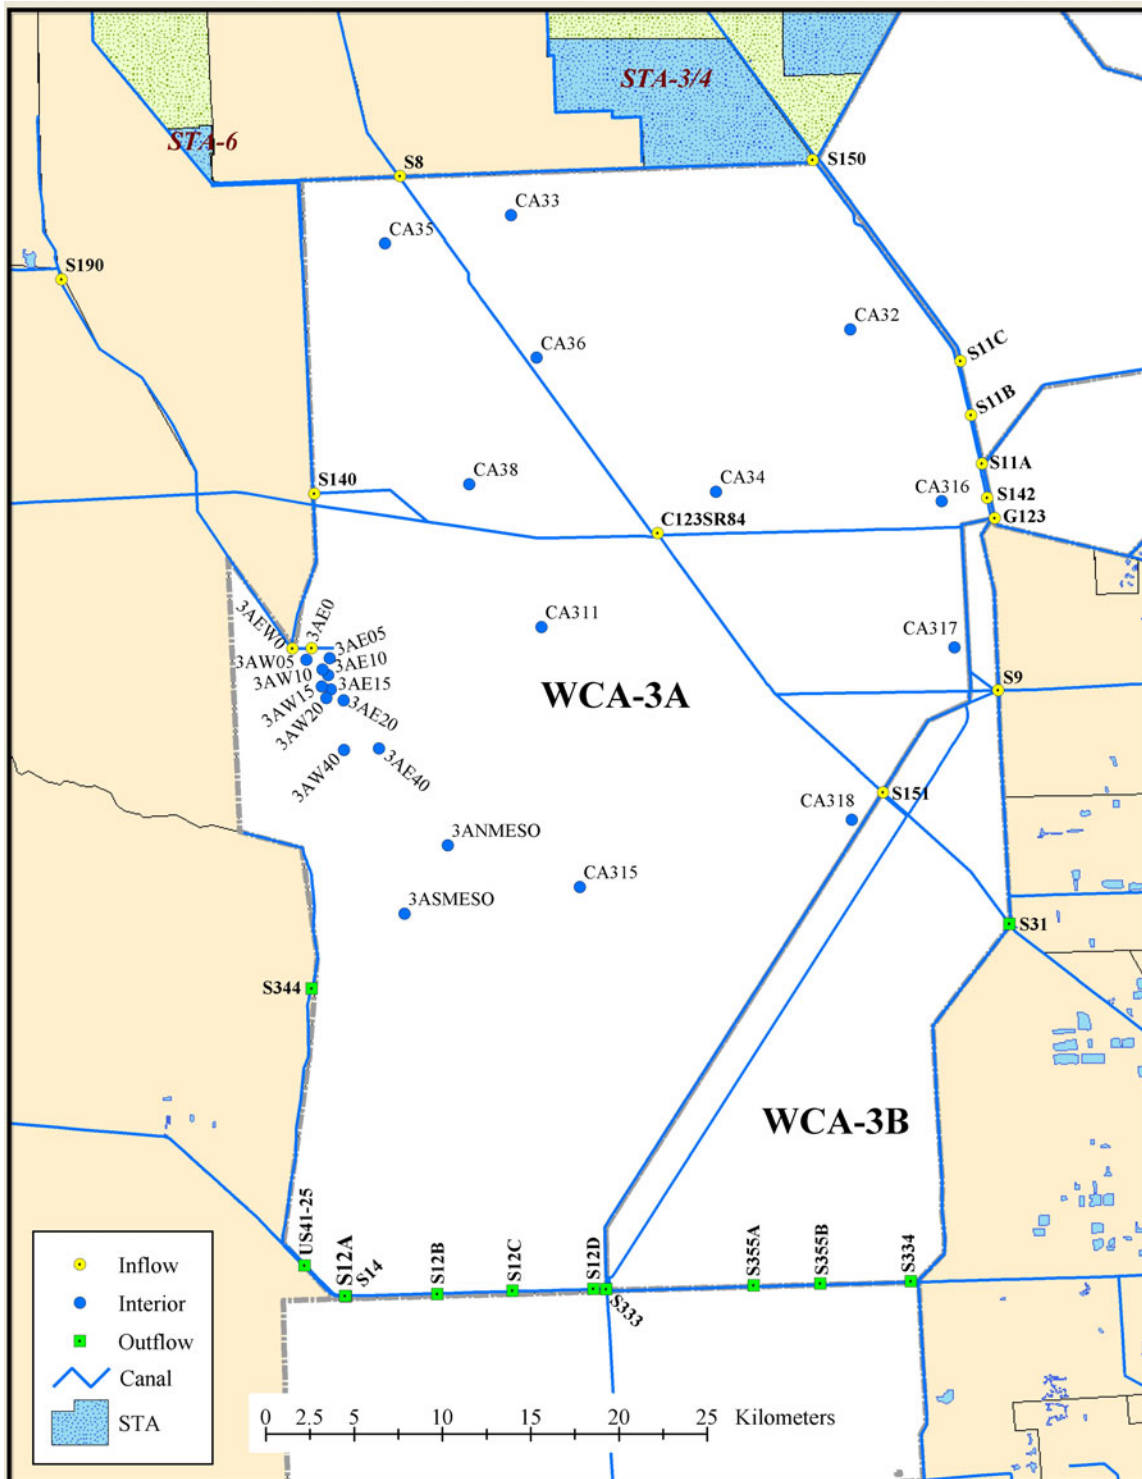 STA-3/4
STA-6
S8
S150
CA33
CA35
S190
CA32
S11C
CA36
S11B
S11A
CA38
CA34
S140
CA316
S142
G123
C123SR84
3AEW0
3AE0
CA311
CA317
3AE05
3AW05
3AE10
3AW10
3AE15
3AW15
3AW20
3AE20
S9
WCA-3A
3AW40
3AE40
S151
CA318
3ANMESO
CA315
3ASMESO
S31
S344
WCA-3B
US41-25
S12A
S14
S12B
S12C
S12D
S333
S355A
S355B
S334
Inflow
Interior
Outflow
Canal
STA
0 2.5 5 10 15 20 25 Kilometers